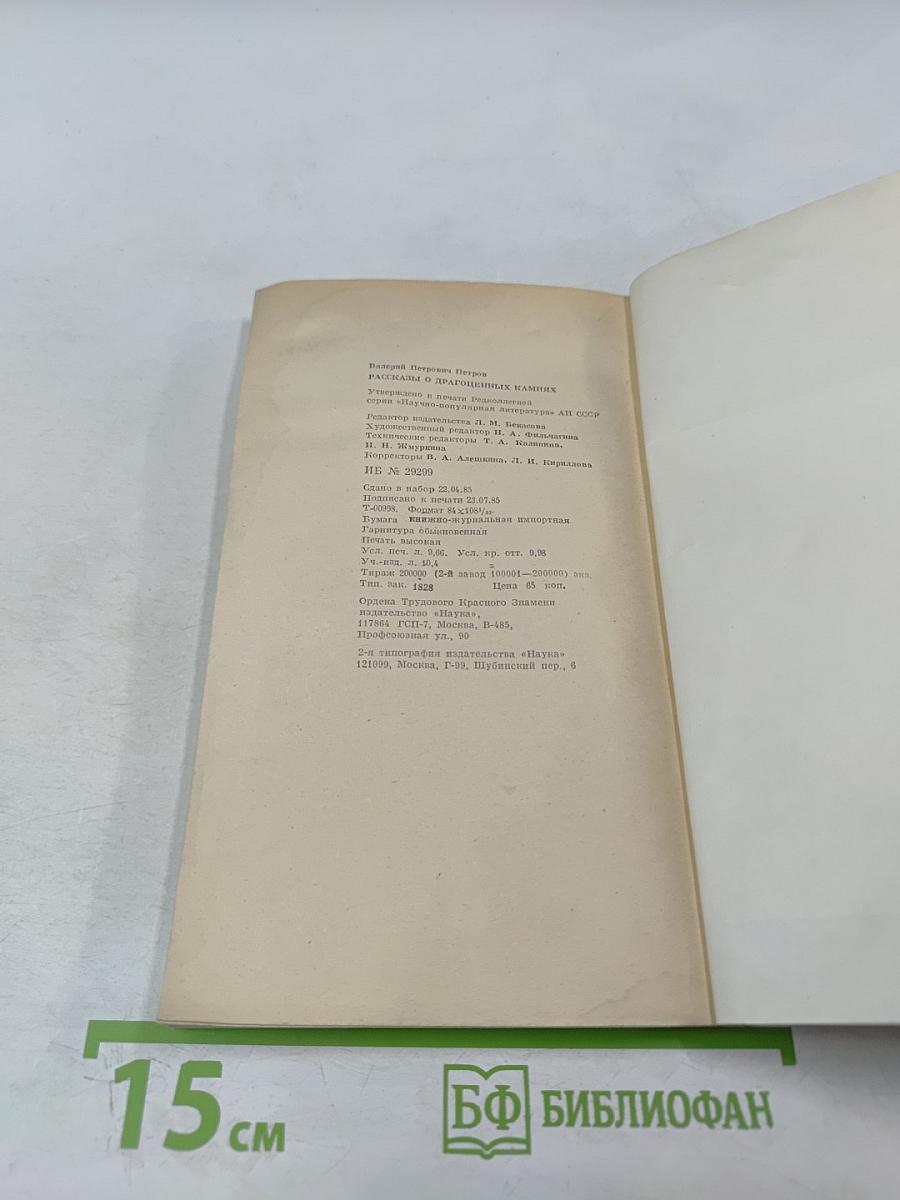 Валерий Петрович Петров
РАССКАЗЫ О ДРАГОЦЕННЫХ КАМНЯХ
Утверждено к печати Редколлегией
серии «Научно-популярная литература» АН СССР
Редактор издательства Л. М. Бекасова
Художественный редактор Н. А. Фильчагина
Технические редакторы Т. А. Калинина,
И. Н. Жмуркина
Корректоры В. А. Алешкина, Л. И. Кириллова
ИБ № 29299
Сдано в набор 22.04.85
Подписано к печати 23.07.85
Т-00998. Формат 84×108¹/₃₂.
Бумага книжно-журнальная импортная
Гарнитура обыкновенная
Печать высокая
Усл. печ. л. 9,66. Усл. кр. отт. 9,98
Уч.-изд. л. 10,4
Тираж 200000 (2-й завод 100001—200000) экз.
Тип. зак. 1828 Цена 65 коп.
Ордена Трудового Красного Знамени
издательство «Наука»,
117864 ГСП-7, Москва, В-485,
Профсоюзная ул., 90
2-я типография издательства «Наука»
121099, Москва, Г-99, Шубинский пер., 6
15 см БФ БИБЛИОФАН